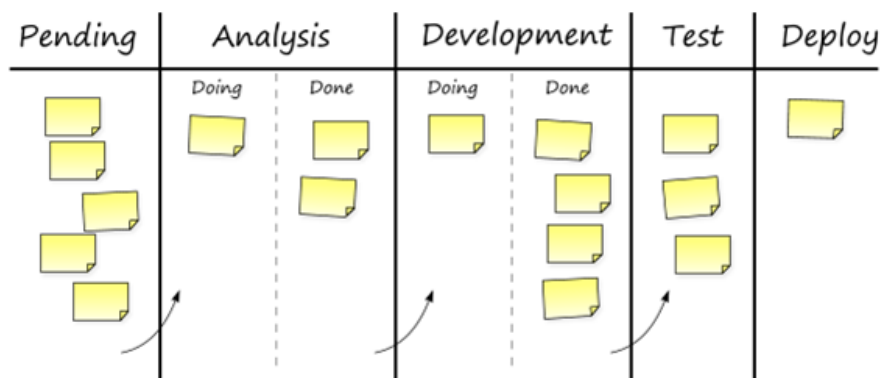 Pending Analysis Development Test Deploy
Doing Done Doing Done